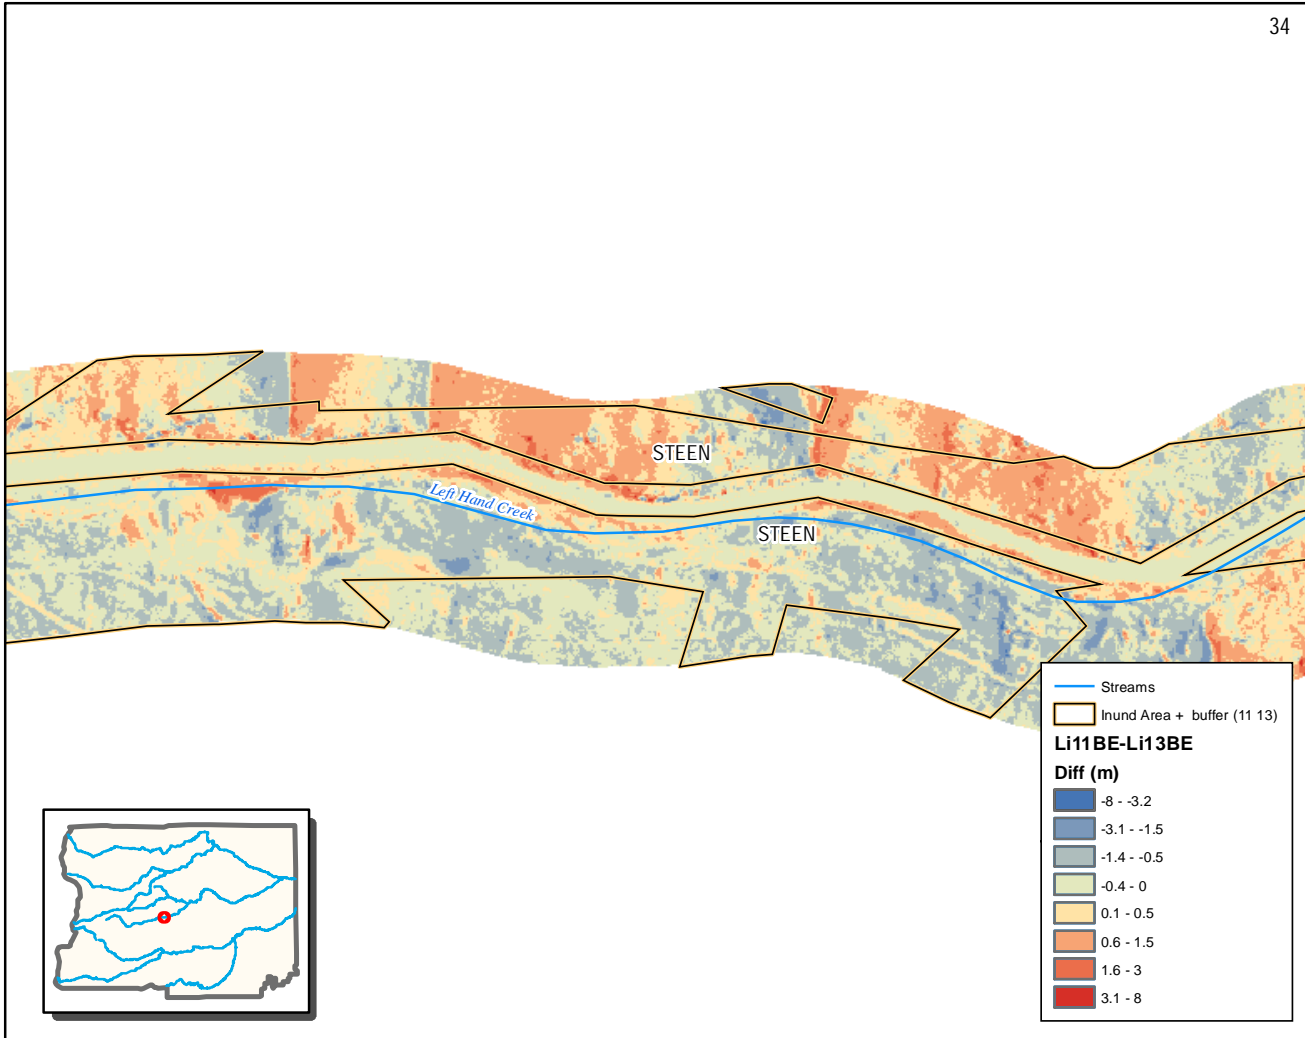 34
STEEN
Left Hand Creek
STEEN
Streams
Inund Area + buffer (11 13)
Li11BE-Li13BE
Diff (m)
-8 - -3.2
-3.1 - -1.5
-1.4 - -0.5
-0.4 - 0
0.1 - 0.5
0.6 - 1.5
1.6 - 3
3.1 - 8